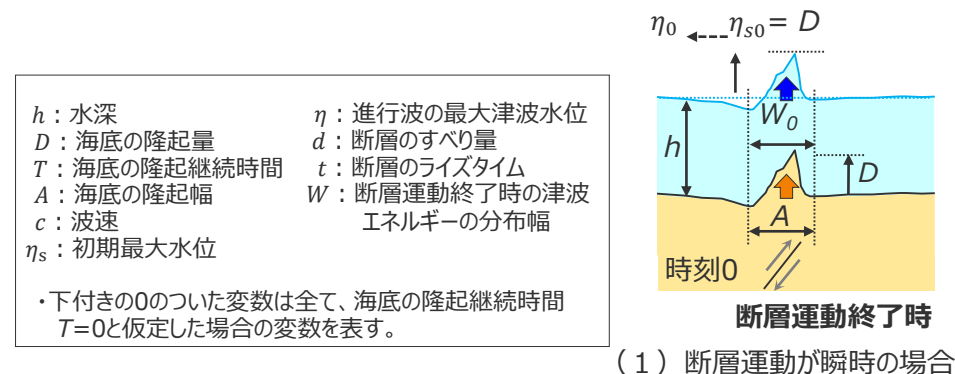 h：水深
D：海底の隆起量
T：海底の隆起継続時間
A：海底の隆起幅
c：波速
ηs：初期最大水位
η：進行波の最大津波水位
d：断層のすべり量
t：断層のライズタイム
W：断層運動終了時の津波
エネルギーの分布幅
・下付きの0のついた変数は全て、海底の隆起継続時間
T=0と仮定した場合の変数を表す。
η0
ηs0= D
W0
h
D
A
時刻0
断層運動終了時
（1）断層運動が瞬時の場合